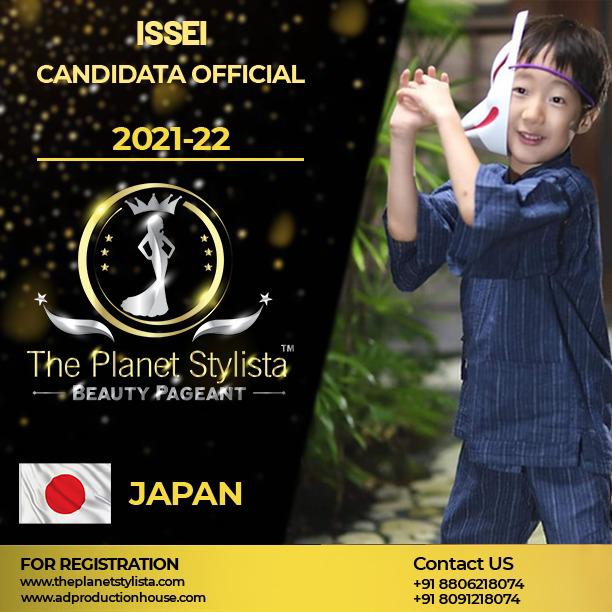 ISSEI
CANDIDATA OFFICIAL
2021-22
The Planet Stylista™
BEAUTY PAGEANT
JAPAN
FOR REGISTRATION
www.theplanetstylista.com
www.adproductionhouse.com
Contact US
+91 8806218074
+91 8091218074